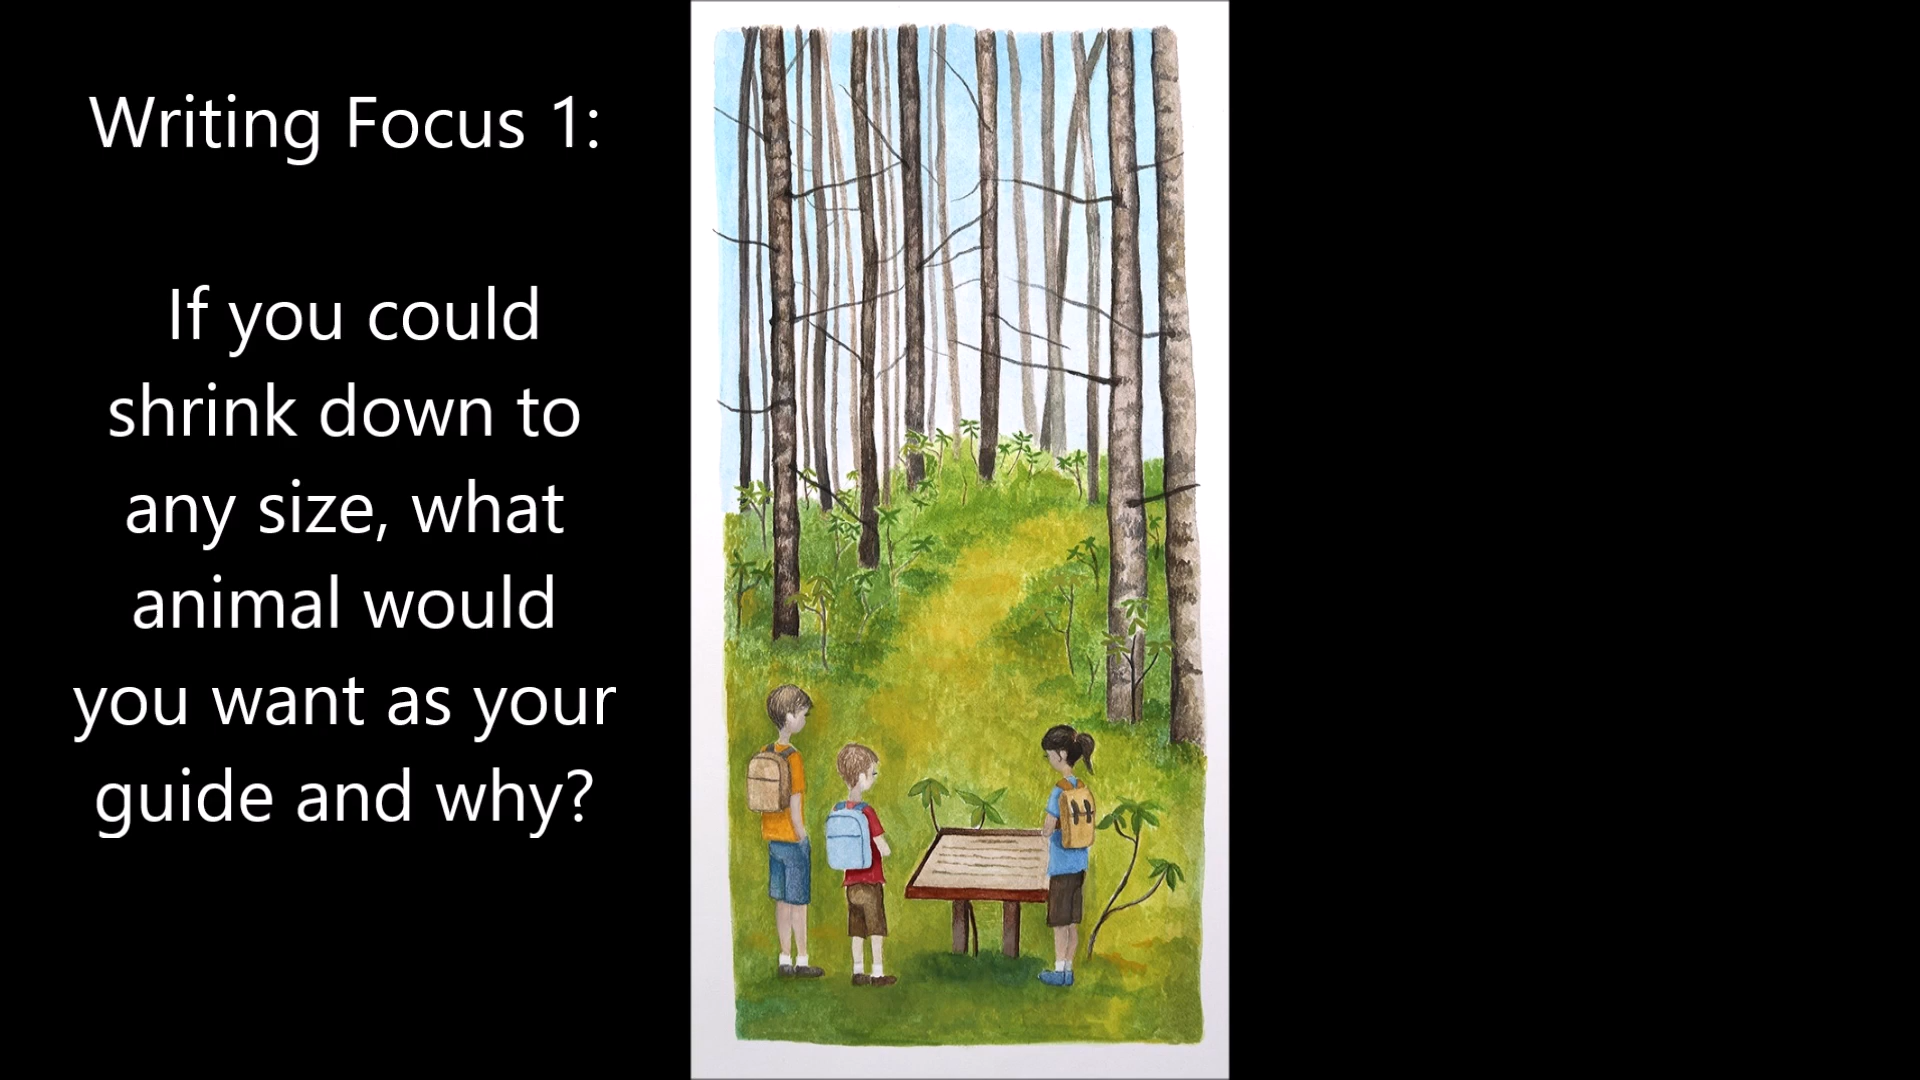 Writing Focus 1:
If you could
shrink down to
any size, what
animal would
you want as your
guide and why?